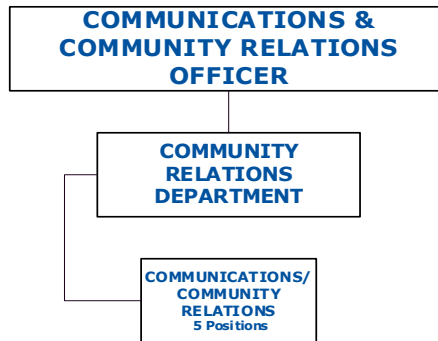 COMMUNICATIONS &
COMMUNITY RELATIONS
OFFICER
COMMUNITY
RELATIONS
DEPARTMENT
COMMUNICATIONS/
COMMUNITY
RELATIONS
5 Positions